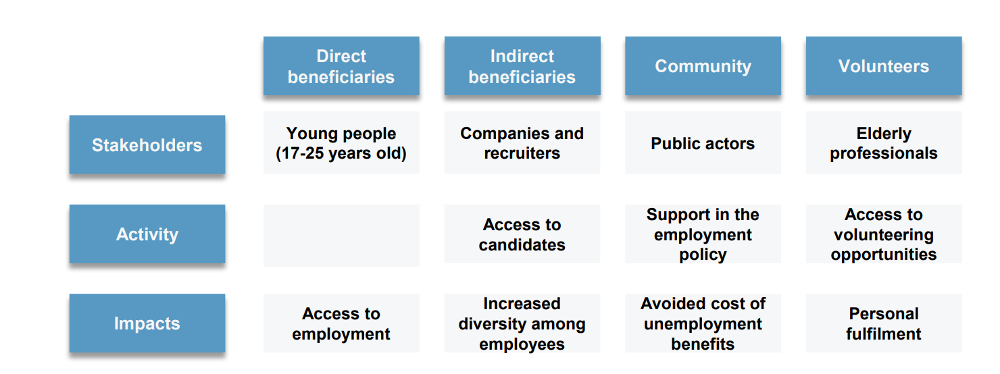 Direct
beneficiaries
Indirect
beneficiaries
Community
Volunteers
Stakeholders
Young people
(17-25 years old)
Companies and
recruiters
Public actors
Elderly
professionals
Activity
Access to
candidates
Support in the
employment
policy
Access to
volunteering
opportunities
Impacts
Access to
employment
Increased
diversity among
employees
Avoided cost of
unemployment
benefits
Personal
fulfilment